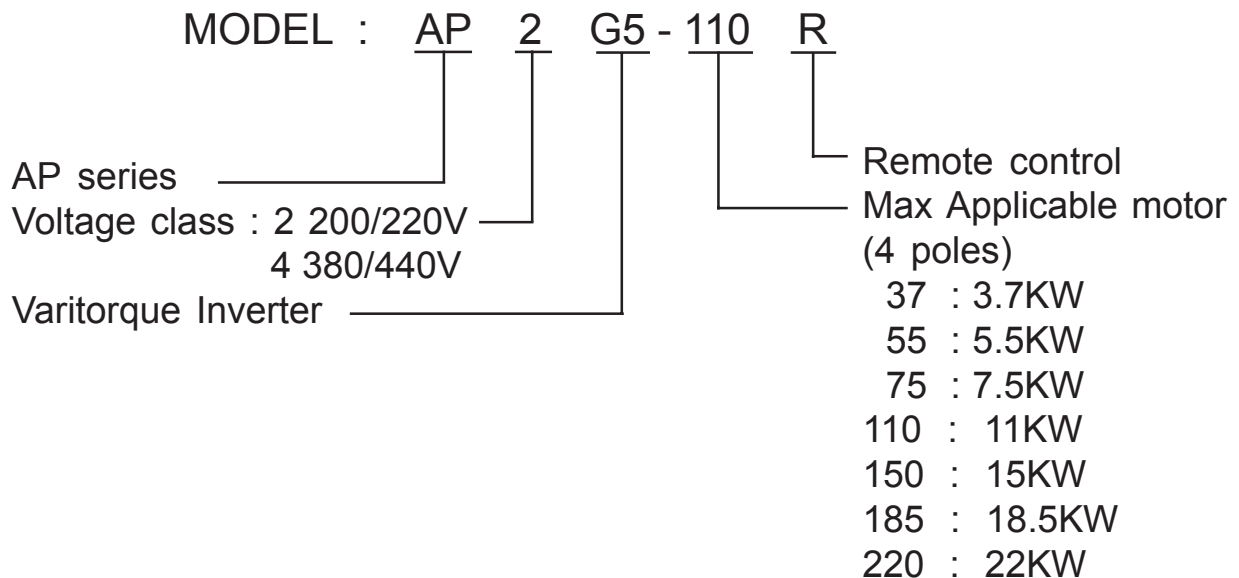 MODEL : AP 2 G5 - 110 R
AP series
Voltage class : 2 200/220V
4 380/440V
Varitorque Inverter
Remote control
Max Applicable motor
(4 poles)
37 : 3.7KW
55 : 5.5KW
75 : 7.5KW
110 : 11KW
150 : 15KW
185 : 18.5KW
220 : 22KW